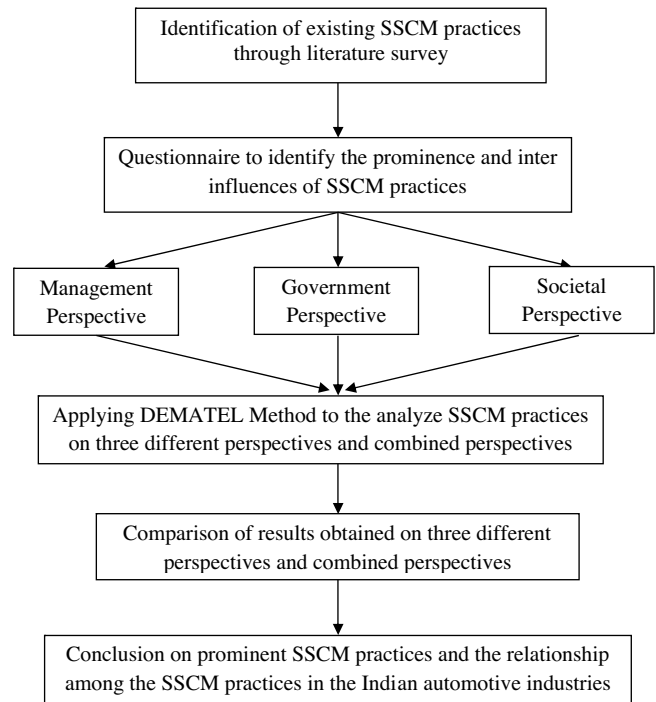 Identification of existing SSCM practices
through literature survey
Questionnaire to identify the prominence and inter
influences of SSCM practices
Management
Perspective
Government
Perspective
Societal
Perspective
Applying DEMATEL Method to the analyze SSCM practices
on three different perspectives and combined perspectives
Comparison of results obtained on three different
perspectives and combined perspectives
Conclusion on prominent SSCM practices and the relationship
among the SSCM practices in the Indian automotive industries